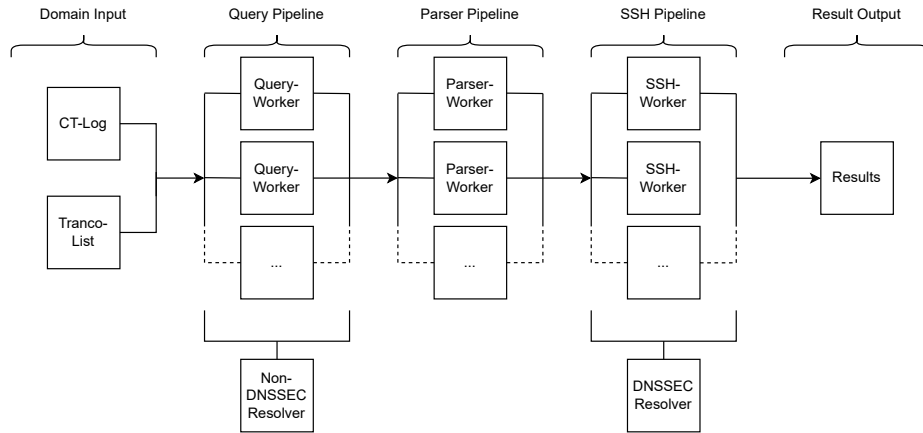 Domain Input
Query Pipeline
Parser Pipeline
SSH Pipeline
Result Output
CT-Log
Tranco-
List
Query-
Worker
Query-
Worker
...
Non-
DNSSEC
Resolver
Parser-
Worker
Parser-
Worker
...
SSH-
Worker
SSH-
Worker
...
DNSSEC
Resolver
Results